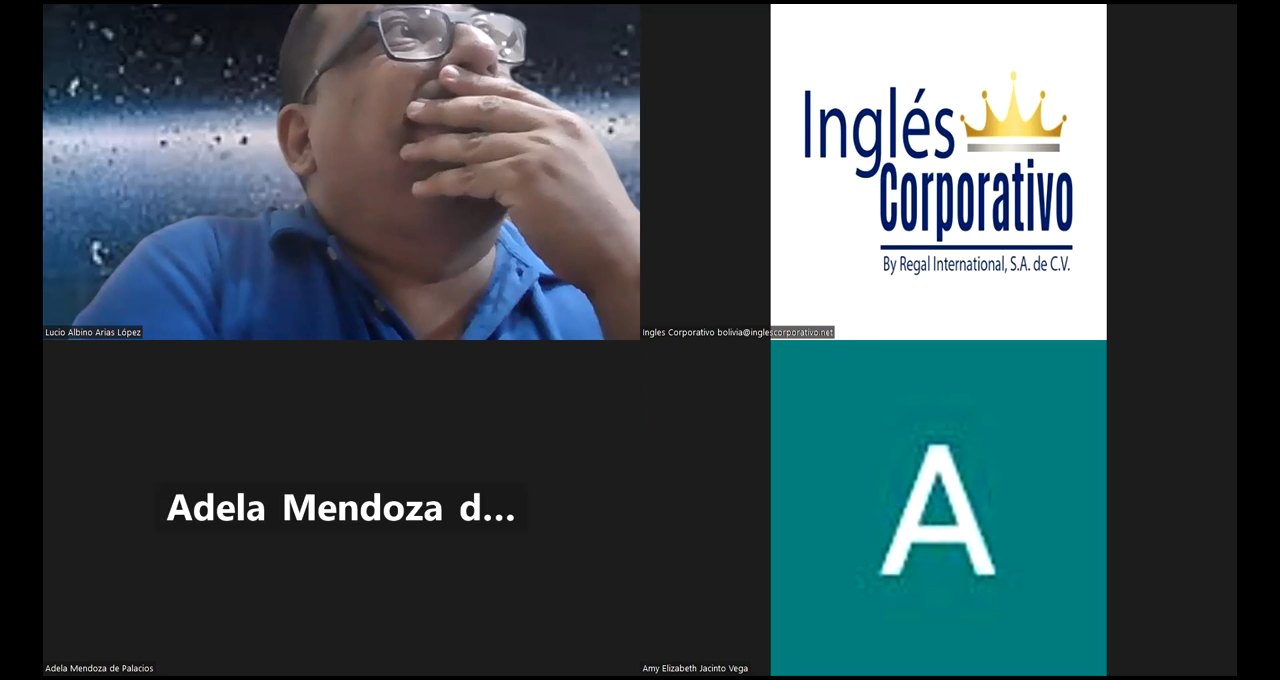 Inglés
Corporativo
By Regal International, S.A. de C.V.
Lucio Albino Arias López
Ingles Corporativo bolivia@inglescorporativo.net
Adela Mendoza d...
A
Adela Mendoza de Palacios
Amy Elizabeth Jacinto Vega